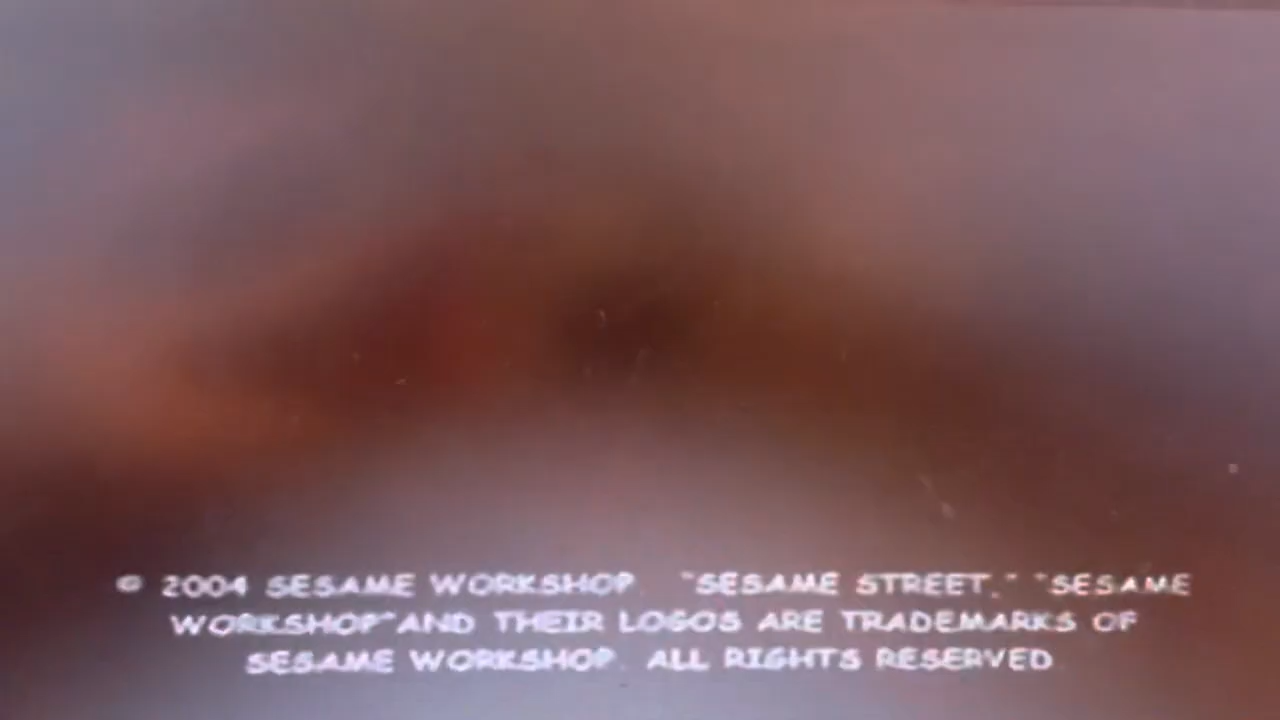 © 2004 SESAME WORKSHOP. "SESAME STREET," "SESAME
WORKSHOP" AND THEIR LOGOS ARE TRADEMARKS OF
SESAME WORKSHOP. ALL RIGHTS RESERVED